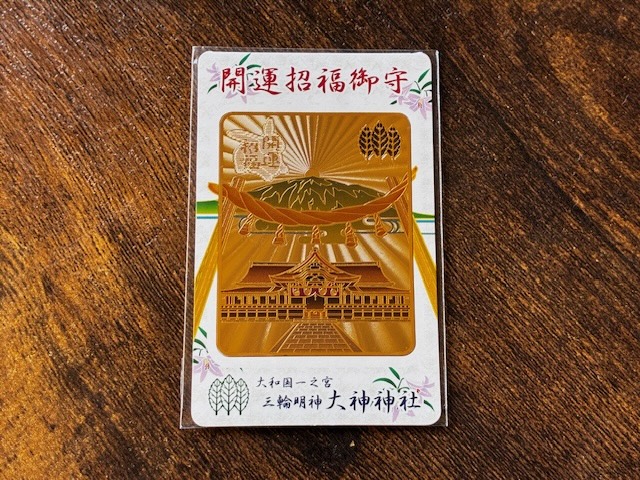 開運招福御守
開運
招福
大和国一之宮
三輪明神 大神神社